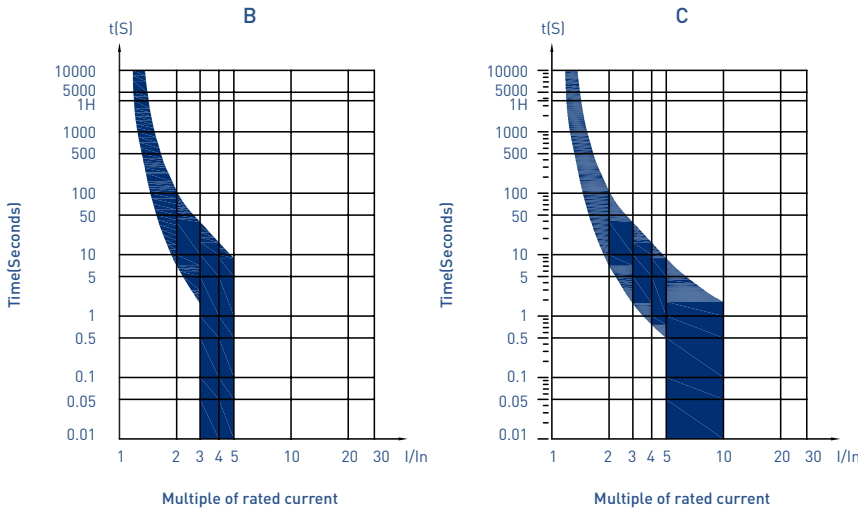 B
t(S)
10000
5000
1H
1000
500
100
50
10
5
1
0.5
0.1
0.05
0.01
Time(Seconds)
1 2 3 4 5 10 20 30 I/In
Multiple of rated current
C
t(S)
10000
5000
1H
1000
500
100
50
10
5
1
0.5
0.1
0.05
0.01
Time(Seconds)
1 2 3 4 5 10 20 30 I/In
Multiple of rated current